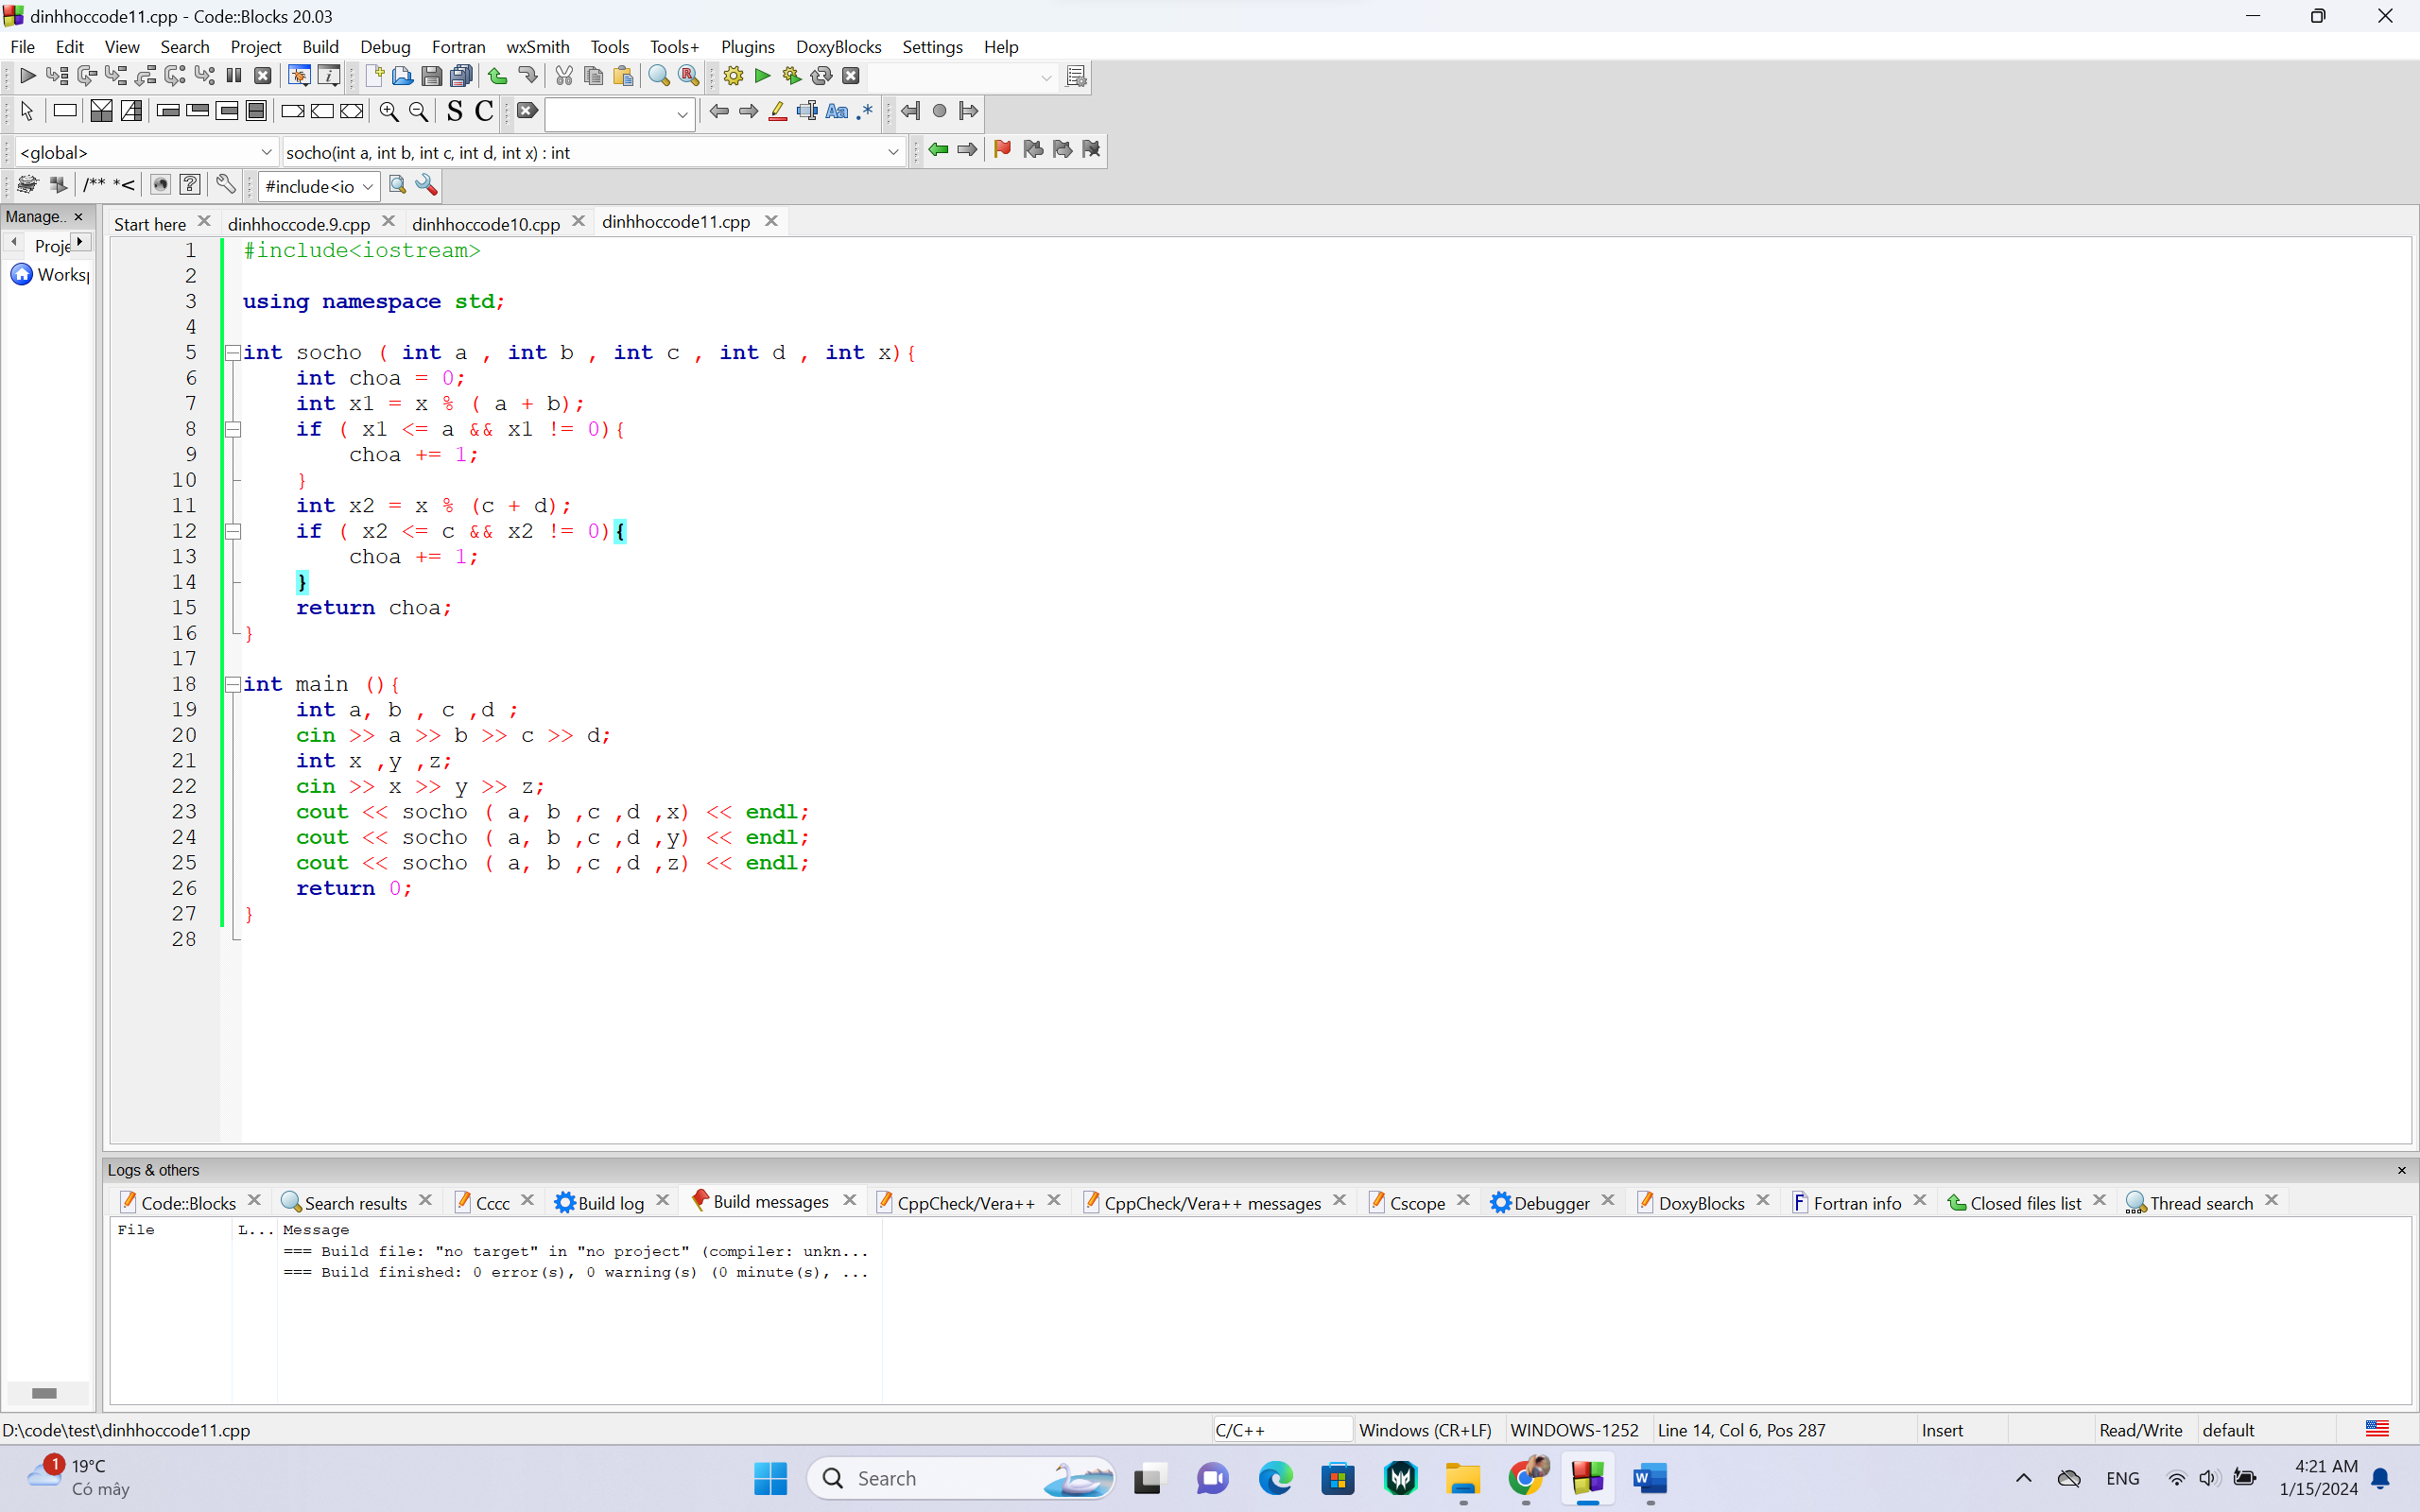 dinhhoccode11.cpp - Code::Blocks 20.03
File Edit View Search Project Build Debug Fortran wxSmith Tools Tools+ Plugins DoxyBlocks Settings Help
S C
Aa .*
<global> socho(int a, int b, int c, int d, int x) : int
/** *< #include<io
Manage..
Start here dinhhoccode.9.cpp dinhhoccode10.cpp dinhhoccode11.cpp
Proje
Worksp
1 #include<iostream>
2
3 using namespace std;
4
5 int socho ( int a , int b , int c , int d , int x){
6 int choa = 0;
7 int x1 = x % ( a + b);
8 if ( x1 <= a && x1 != 0){
9 choa += 1;
10 }
11 int x2 = x % (c + d);
12 if ( x2 <= c && x2 != 0){
13 choa += 1;
14 }
15 return choa;
16 }
17
18 int main (){
19 int a, b , c ,d ;
20 cin >> a >> b >> c >> d;
21 int x ,y ,z;
22 cin >> x >> y >> z;
23 cout << socho ( a, b ,c ,d ,x) << endl;
24 cout << socho ( a, b ,c ,d ,y) << endl;
25 cout << socho ( a, b ,c ,d ,z) << endl;
26 return 0;
27 }
28
Logs & others
Code::Blocks Search results Cccc Build log Build messages CppCheck/Vera++ CppCheck/Vera++ messages Cscope Debugger DoxyBlocks Fortran info Closed files list Thread search
File L... Message
=== Build file: "no target" in "no project" (compiler: unkn...
=== Build finished: 0 error(s), 0 warning(s) (0 minute(s), ...
D:\code\test\dinhhoccode11.cpp C/C++ Windows (CR+LF) WINDOWS-1252 Line 14, Col 6, Pos 287 Insert Read/Write default
1 19°C
Có mây
Search
ENG
4:21 AM
1/15/2024